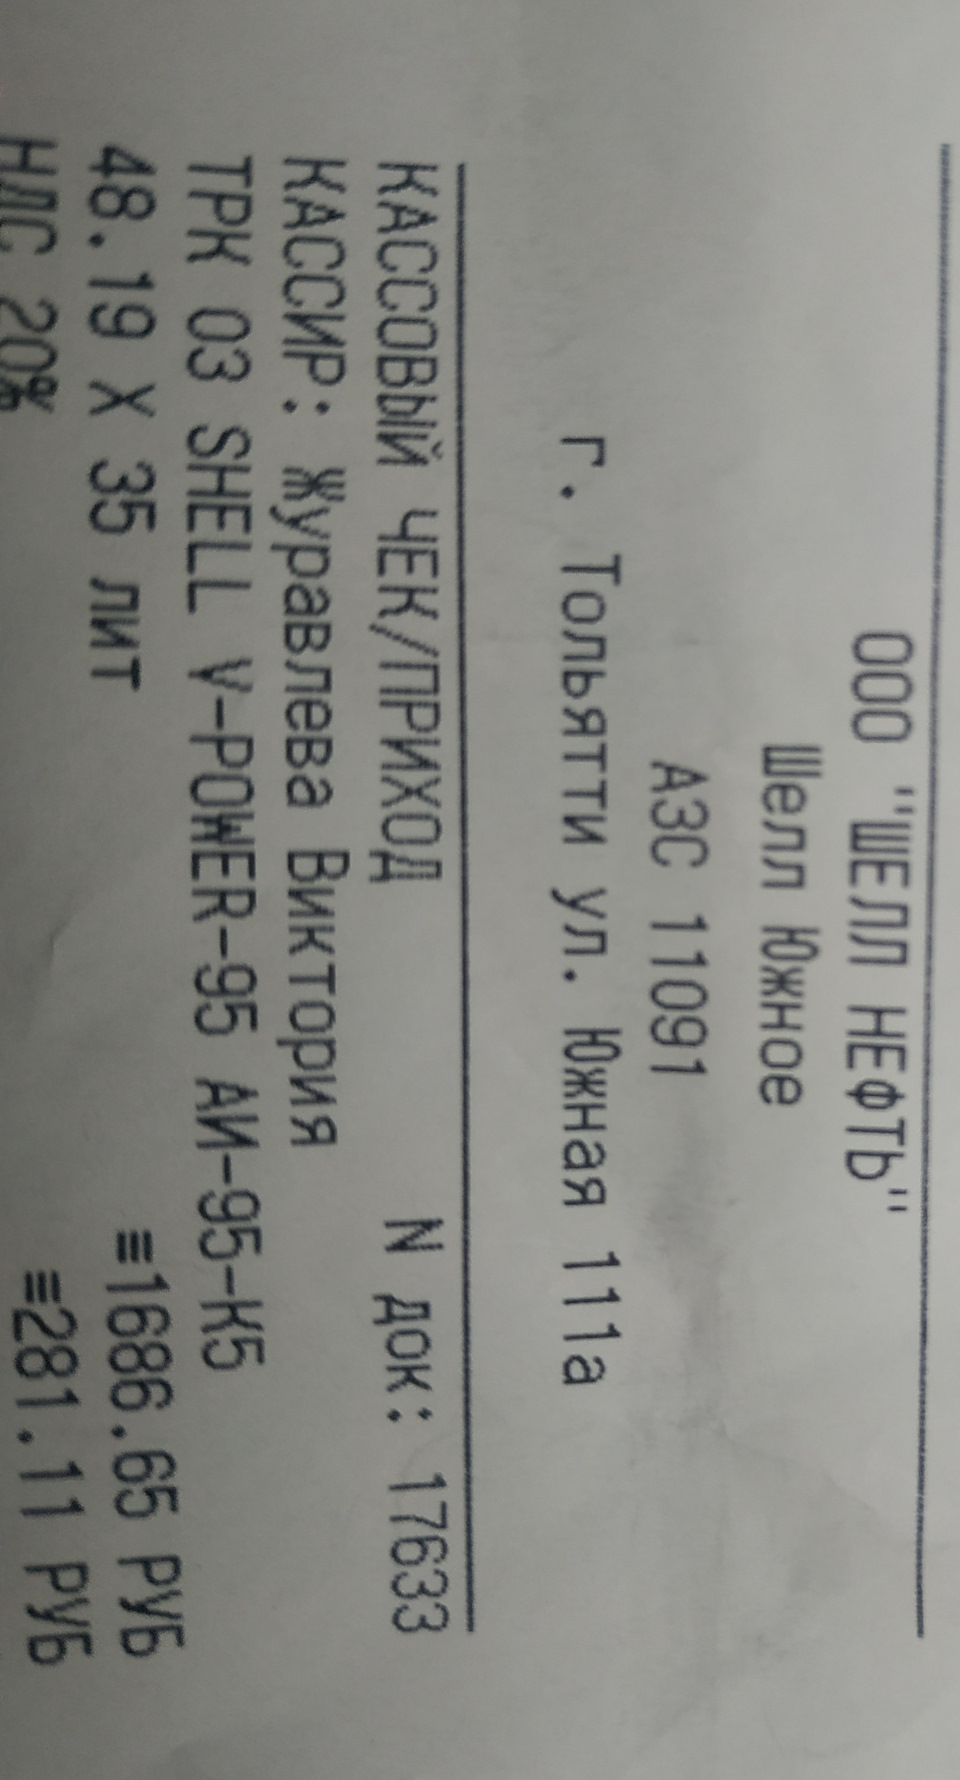 ООО "ШЕЛЛ НЕФТЬ"
Шелл Южное
АЗС 11091
г. Тольятти ул. Южная 111а
КАССОВЫЙ ЧЕК/ПРИХОД N док: 17633
КАССИР: Журавлева Виктория
ТРК 03 SHELL V-POWER-95 АИ-95-К5
48.19 X 35 лит ≡1686.65 РУБ
НДС 20% ≡281.11 РУБ